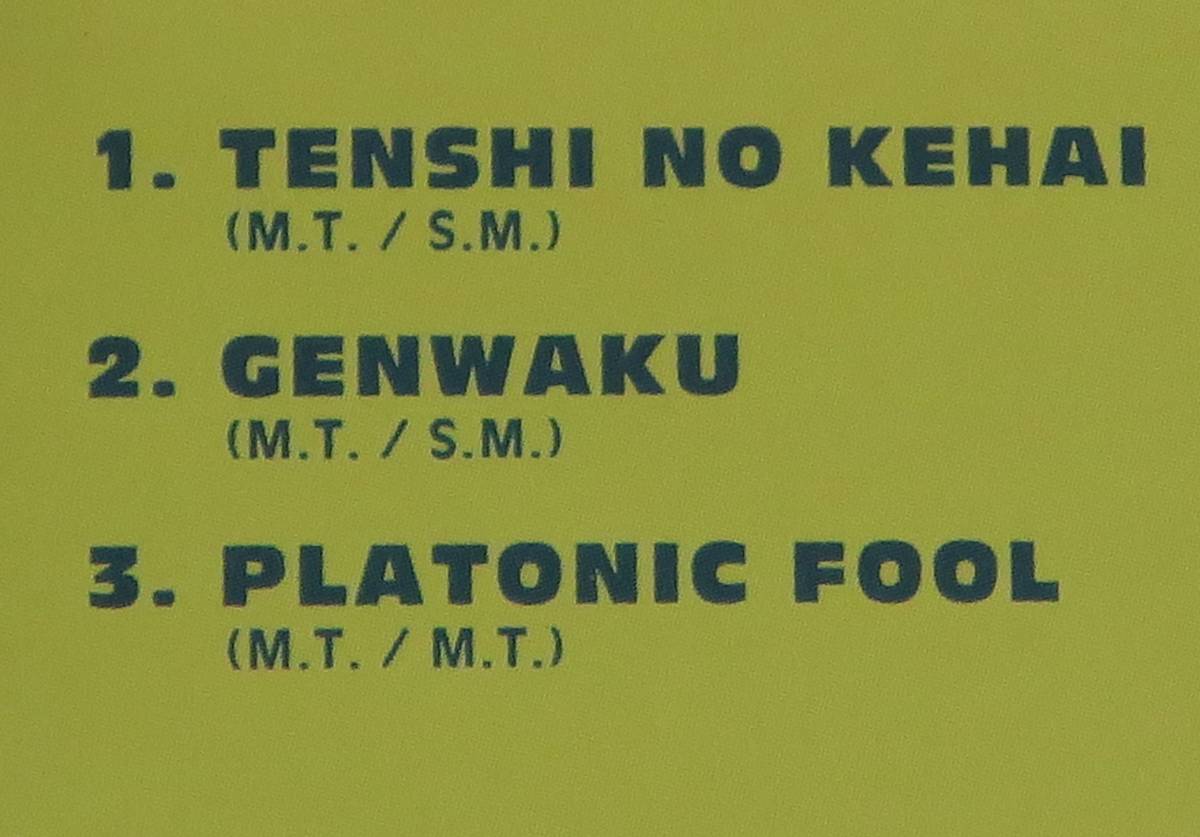 1. TENSHI NO KEHAI
(M.T. / S.M.)
2. GENWAKU
(M.T. / S.M.)
3. PLATONIC FOOL
(M.T. / M.T.)